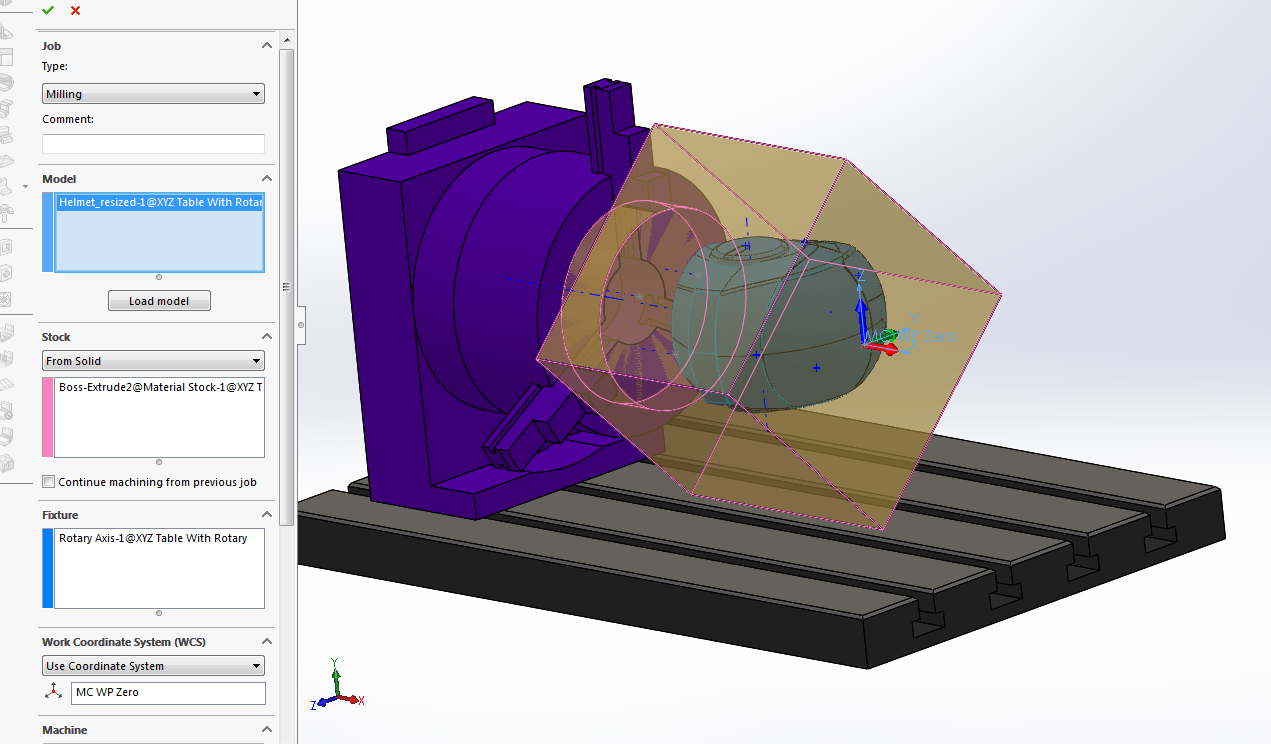 Job
Type:
Milling
Comment:
Model
Helmet_resized-1@XYZ Table With Rotar
Load model
Stock
From Solid
Boss-Extrude2@Material Stock-1@XYZ T
Continue machining from previous job
Fixture
Rotary Axis-1@XYZ Table With Rotary
Work Coordinate System (WCS)
Use Coordinate System
MC WP Zero
Machine
Y
Z
X